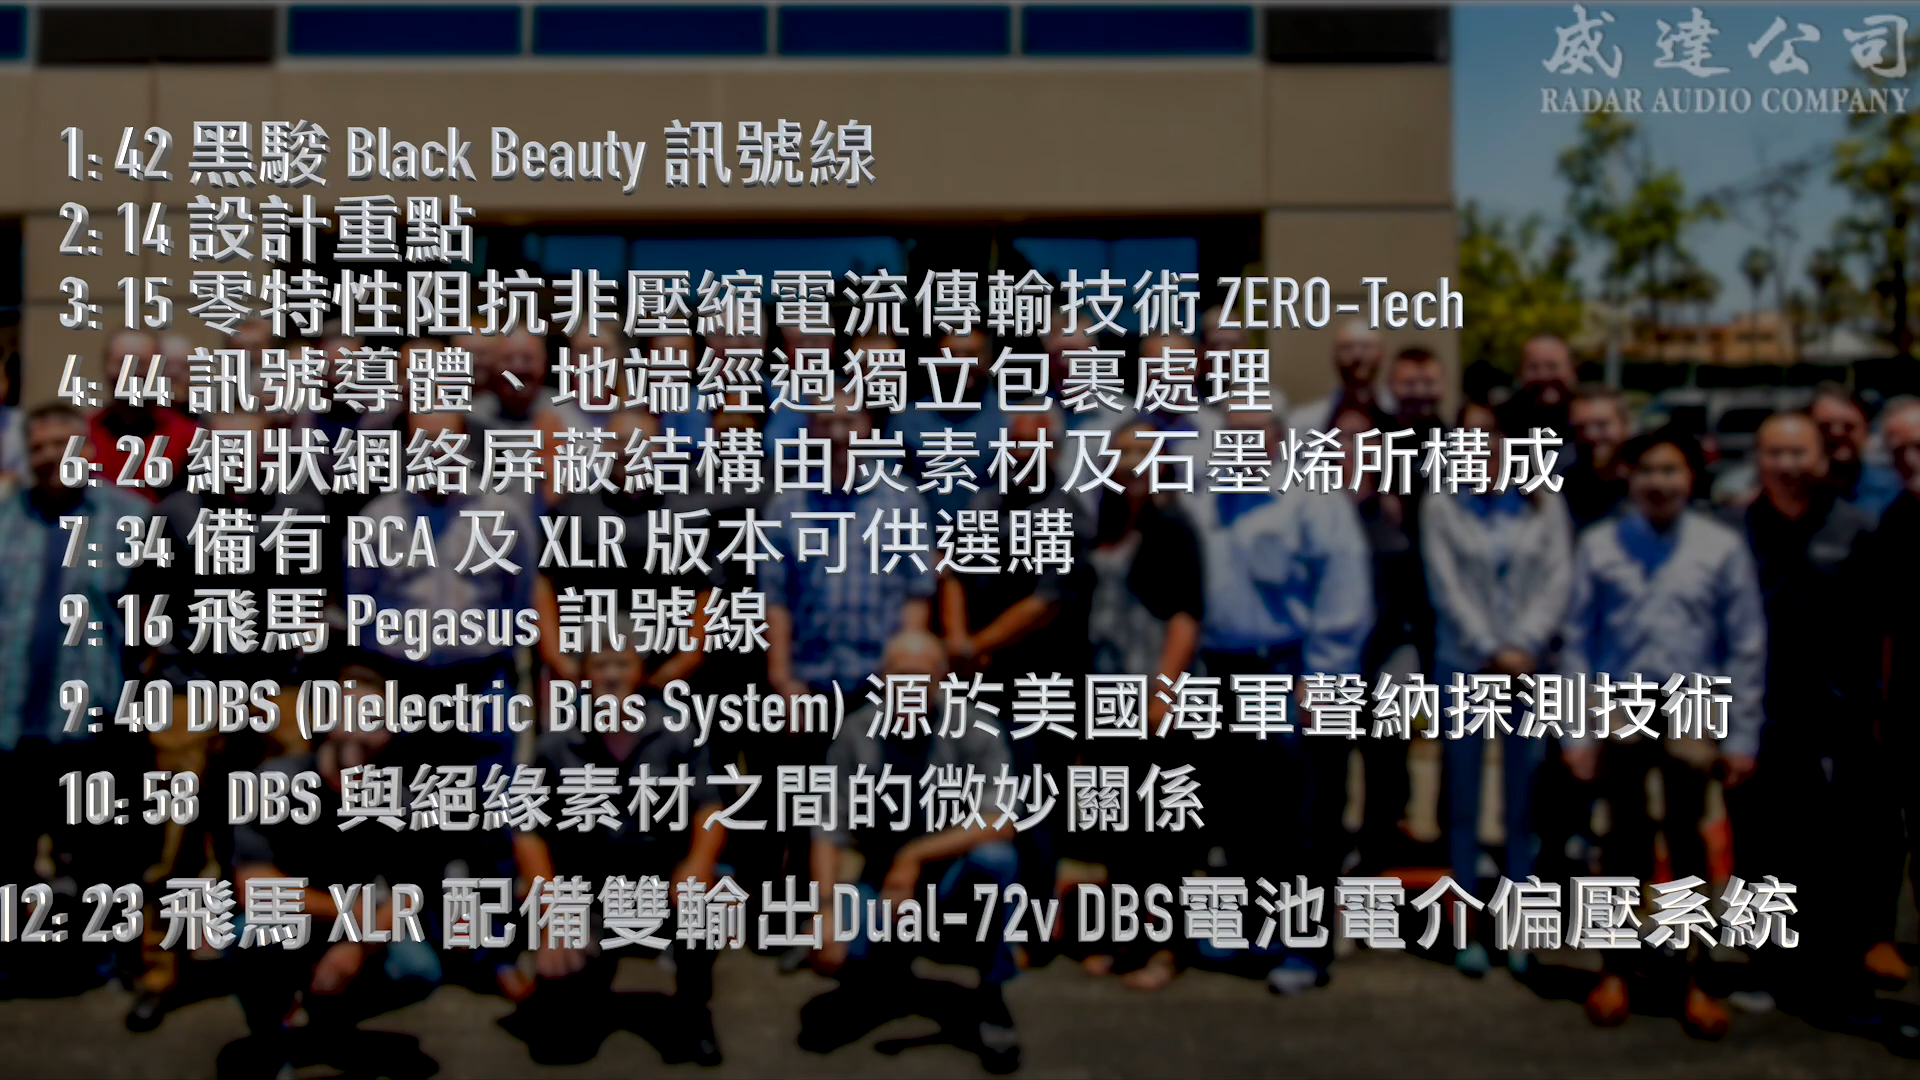 威達公司
RADAR AUDIO COMPANY
1: 42 黑駿 Black Beauty 訊號線
2: 14 設計重點
3: 15 零特性阻抗非壓縮電流傳輸技術 ZERO-Tech
4: 44 訊號導體、地端經過獨立包裹處理
6: 26 網狀網絡屏蔽結構由炭素材及石墨烯所構成
7: 34 備有 RCA 及 XLR 版本可供選購
9: 16 飛馬 Pegasus 訊號線
9: 40 DBS (Dielectric Bias System) 源於美國海軍聲納探測技術
10: 58 DBS 與絕緣素材之間的微妙關係
12: 23 飛馬 XLR 配備雙輸出Dual-72v DBS電池電介偏壓系統